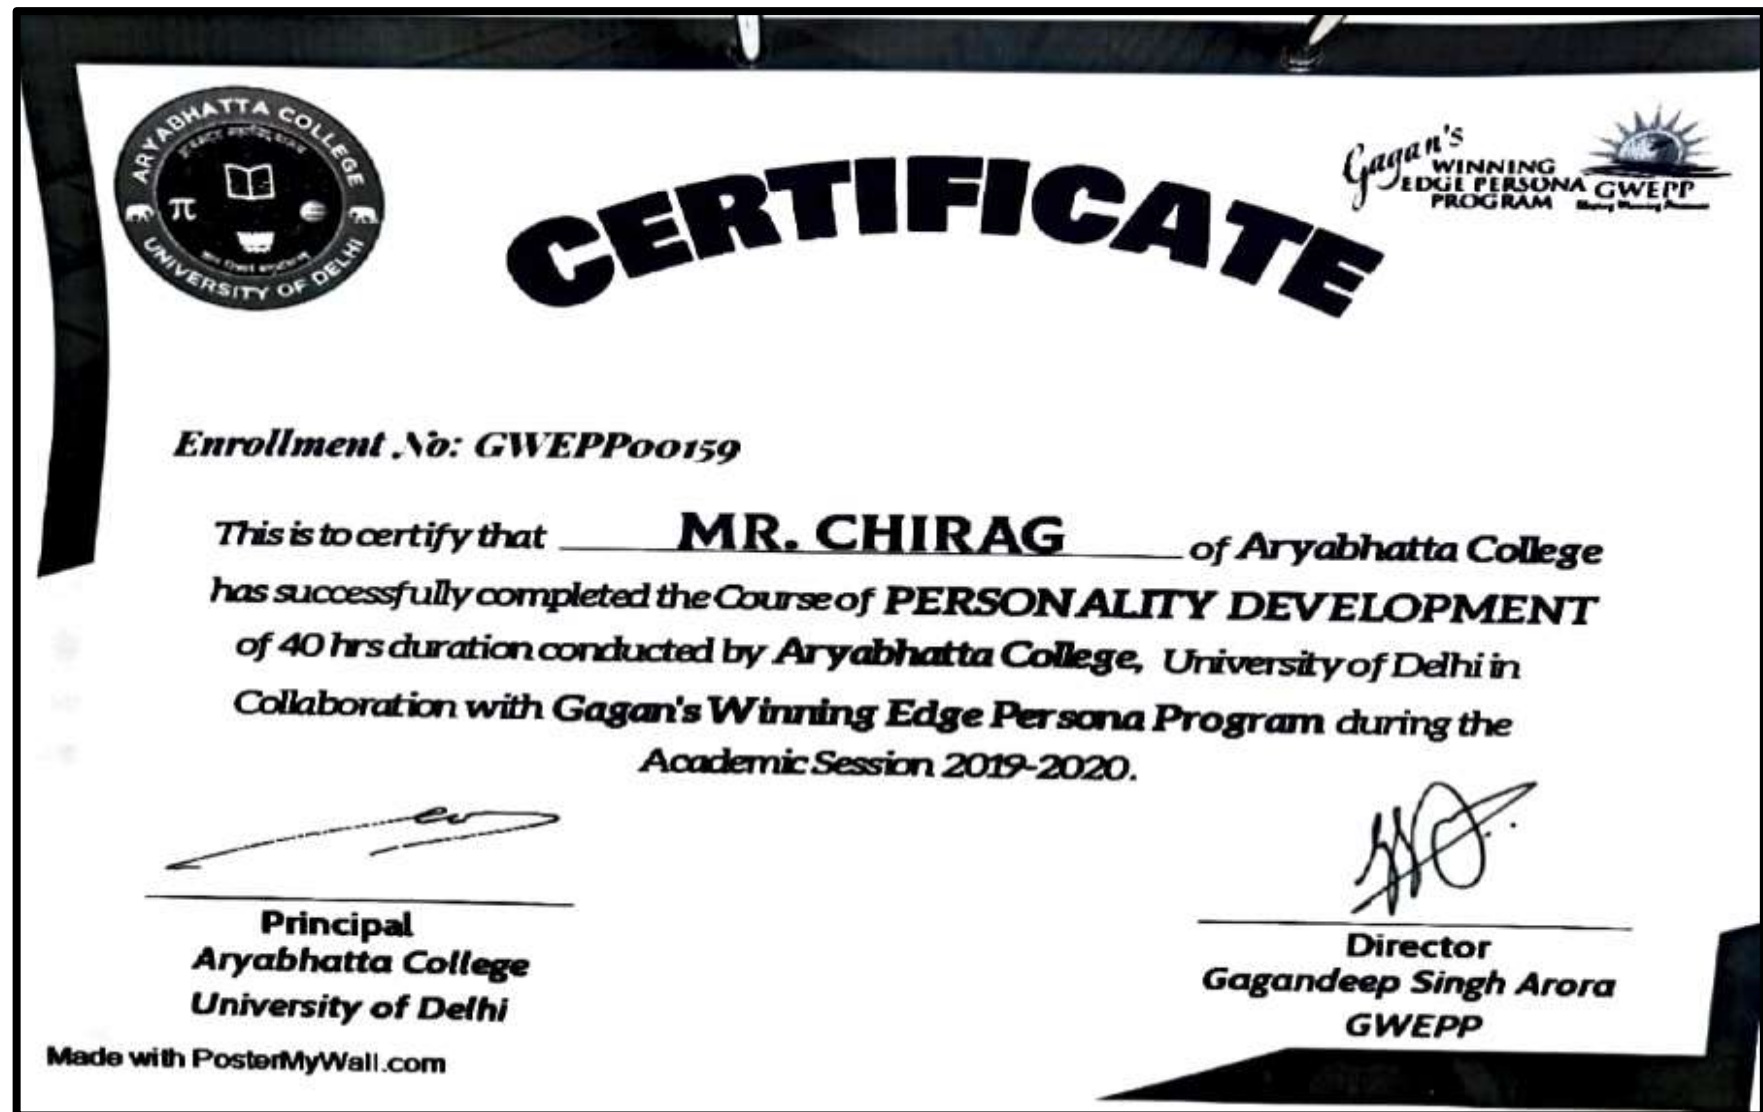 ARYABHATTA COLLEGE
UNIVERSITY OF DELHI
π
Gagan's
WINNING
EDGE PERSONA
PROGRAM
GWEPP
CERTIFICATE
Enrollment No: GWEPP00159
This is to certify that MR. CHIRAG of Aryabhatta College
has successfully completed the Course of PERSONALITY DEVELOPMENT
of 40 hrs duration conducted by Aryabhatta College, University of Delhi in
Collaboration with Gagan's Winning Edge Persona Program during the
Academic Session 2019-2020.
Principal
Aryabhatta College
University of Delhi
Director
Gagandeep Singh Arora
GWEPP
Made with PosterMyWall.com